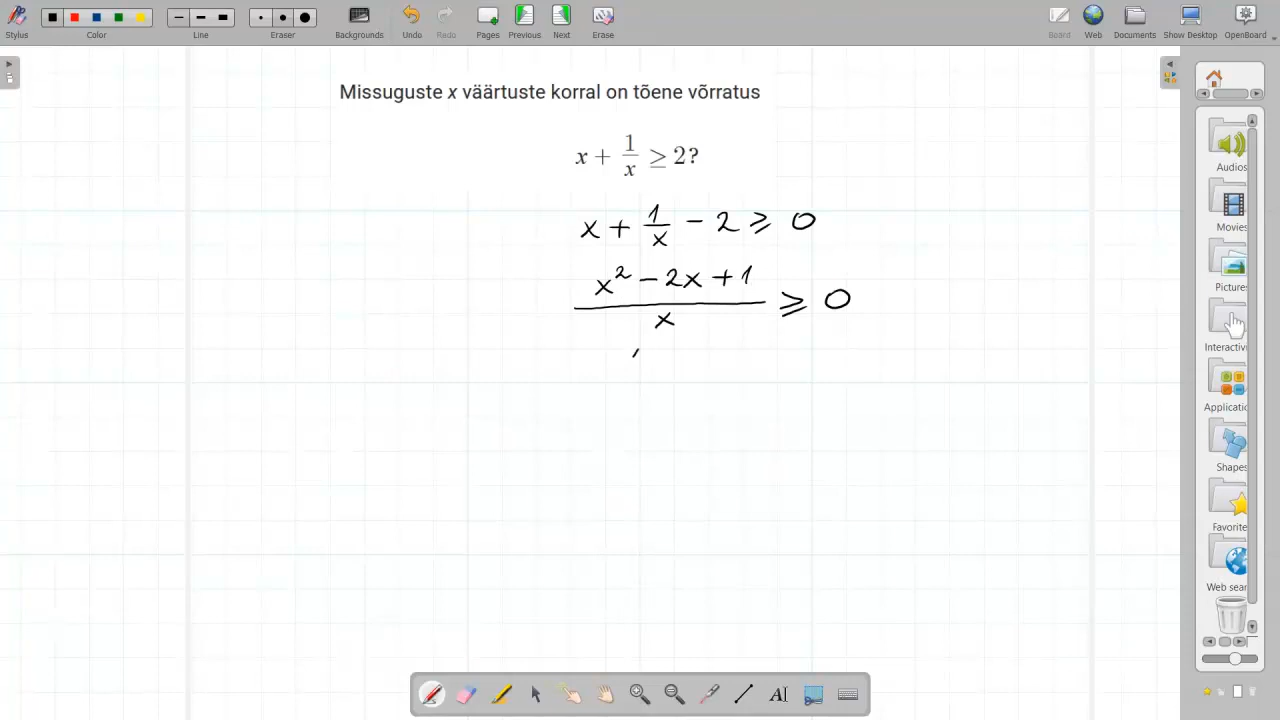 Stylus Color Line Eraser Backgrounds Undo Redo Pages Previous Next Erase Board Web Documents Show Desktop OpenBoard
Missuguste x väärtuste korral on tõene võrratus
x + 1/x ≥ 2?
x + 1/x - 2 ≥ 0
(x² - 2x + 1)/x ≥ 0
Audios
Movies
Pictures
Interactivi
Applicatio
Shapes
Favorite
Web sear
AI